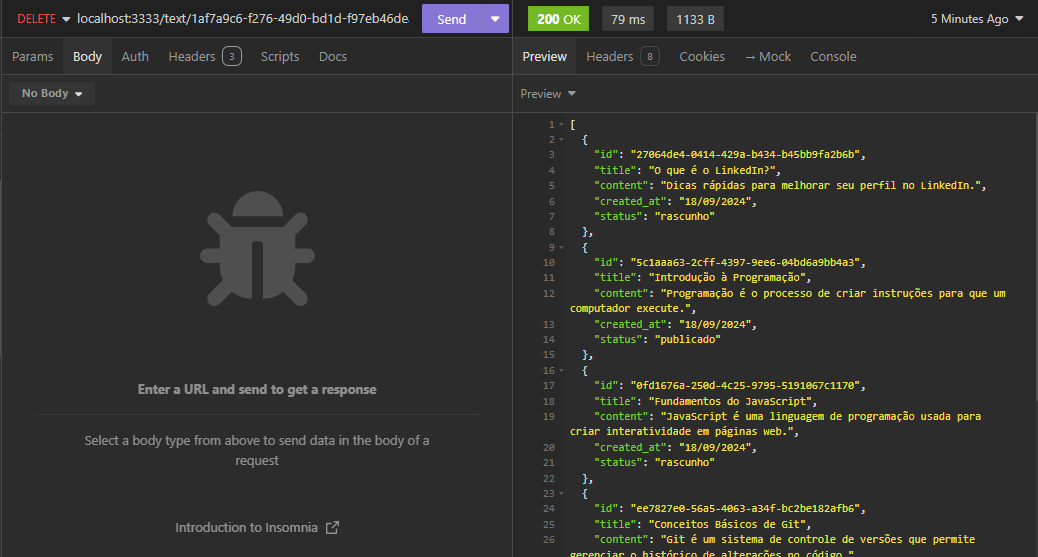 DELETE localhost:3333/text/1af7a9c6-f276-49d0-bd1d-f97eb46de Send
200 OK 79 ms 1133 B 5 Minutes Ago
Params Body Auth Headers 3 Scripts Docs
Preview Headers 8 Cookies → Mock Console
No Body
Preview
Enter a URL and send to get a response
Select a body type from above to send data in the body of a
request
Introduction to Insomnia
1 [
2 {
3 "id": "27064de4-0414-429a-b434-b45bb9fa2b6b",
4 "title": "O que é o LinkedIn?",
5 "content": "Dicas rápidas para melhorar seu perfil no LinkedIn.",
6 "created_at": "18/09/2024",
7 "status": "rascunho"
8 },
9 {
10 "id": "5c1aaa63-2cff-4397-9ee6-04bd6a9bb4a3",
11 "title": "Introdução à Programação",
12 "content": "Programação é o processo de criar instruções para que um
computador execute.",
13 "created_at": "18/09/2024",
14 "status": "publicado"
15 },
16 {
17 "id": "0fd1676a-250d-4c25-9795-5191067c1170",
18 "title": "Fundamentos do JavaScript",
19 "content": "JavaScript é uma linguagem de programação usada para
criar interatividade em páginas web.",
20 "created_at": "18/09/2024",
21 "status": "rascunho"
22 },
23 {
24 "id": "ee7827e0-56a5-4063-a34f-bc2be182afb6",
25 "title": "Conceitos Básicos de Git",
26 "content": "Git é um sistema de controle de versões que permite
gerenciar o histórico de alterações no código."